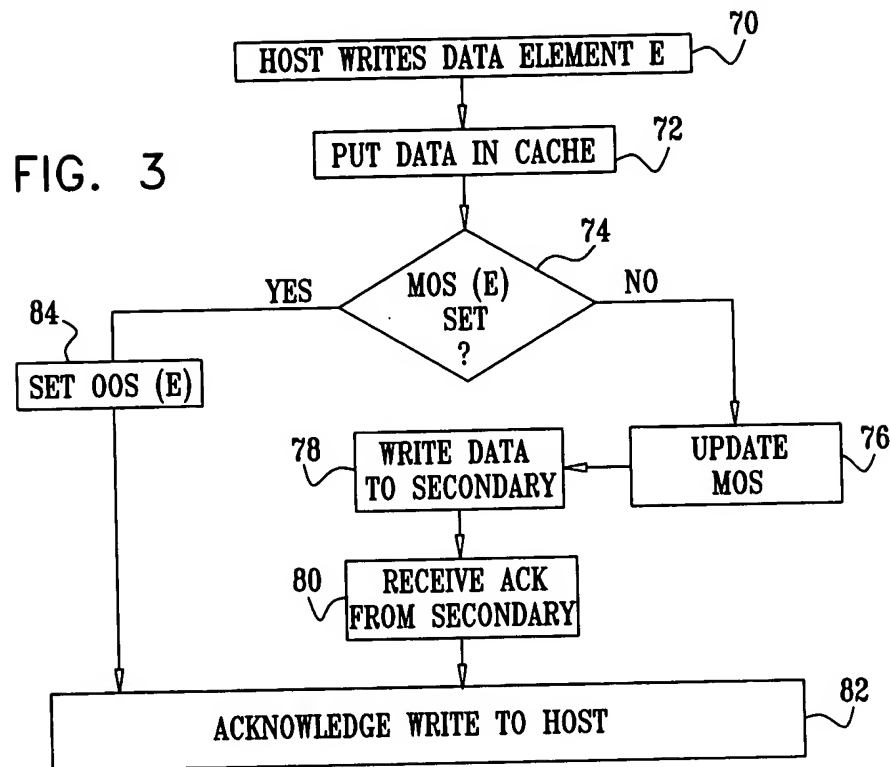 FIG. 3
HOST WRITES DATA ELEMENT E
70
PUT DATA IN CACHE
72
MOS (E)
SET
?
74
YES
NO
84
SET OOS (E)
UPDATE
MOS
76
78
WRITE DATA
TO SECONDARY
80
RECEIVE ACK
FROM SECONDARY
ACKNOWLEDGE WRITE TO HOST
82